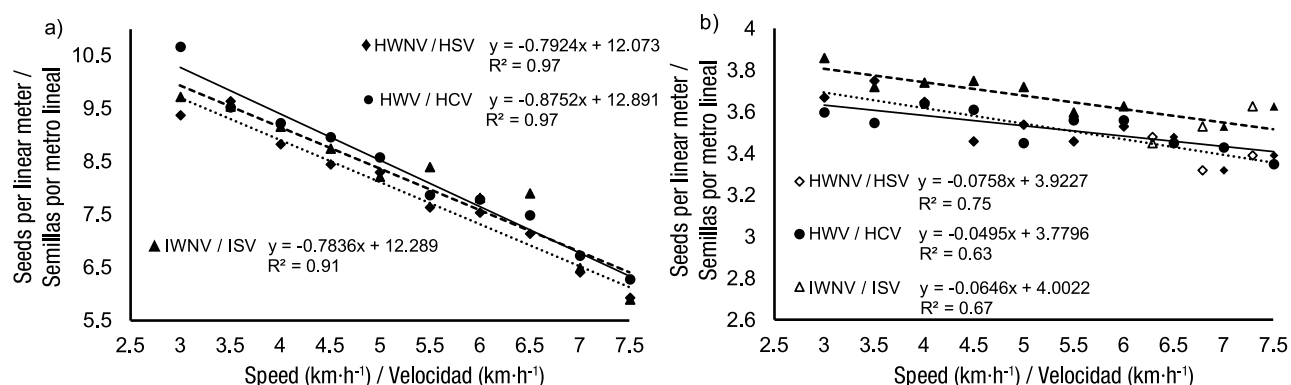 a)
Seeds per linear meter /
Semillas por metro lineal
10.5
9.5
8.5
7.5
6.5
5.5
HWNV / HSV y = -0.7924x + 12.073
R² = 0.97
HWV / HCV y = -0.8752x + 12.891
R² = 0.97
IWNV / ISV y = -0.7836x + 12.289
R² = 0.91
2.5 3 3.5 4 4.5 5 5.5 6 6.5 7 7.5
Speed (km·h⁻¹) / Velocidad (km·h⁻¹)
b)
Seeds per linear meter /
Semillas por metro lineal
4
3.8
3.6
3.4
3.2
3
2.8
2.6
HWNV / HSV y = -0.0758x + 3.9227
R² = 0.75
HWV / HCV y = -0.0495x + 3.7796
R² = 0.63
IWNV / ISV y = -0.0646x + 4.0022
R² = 0.67
2.5 3 3.5 4 4.5 5 5.5 6 6.5 7 7.5
Speed (km·h⁻¹) / Velocidad (km·h⁻¹)